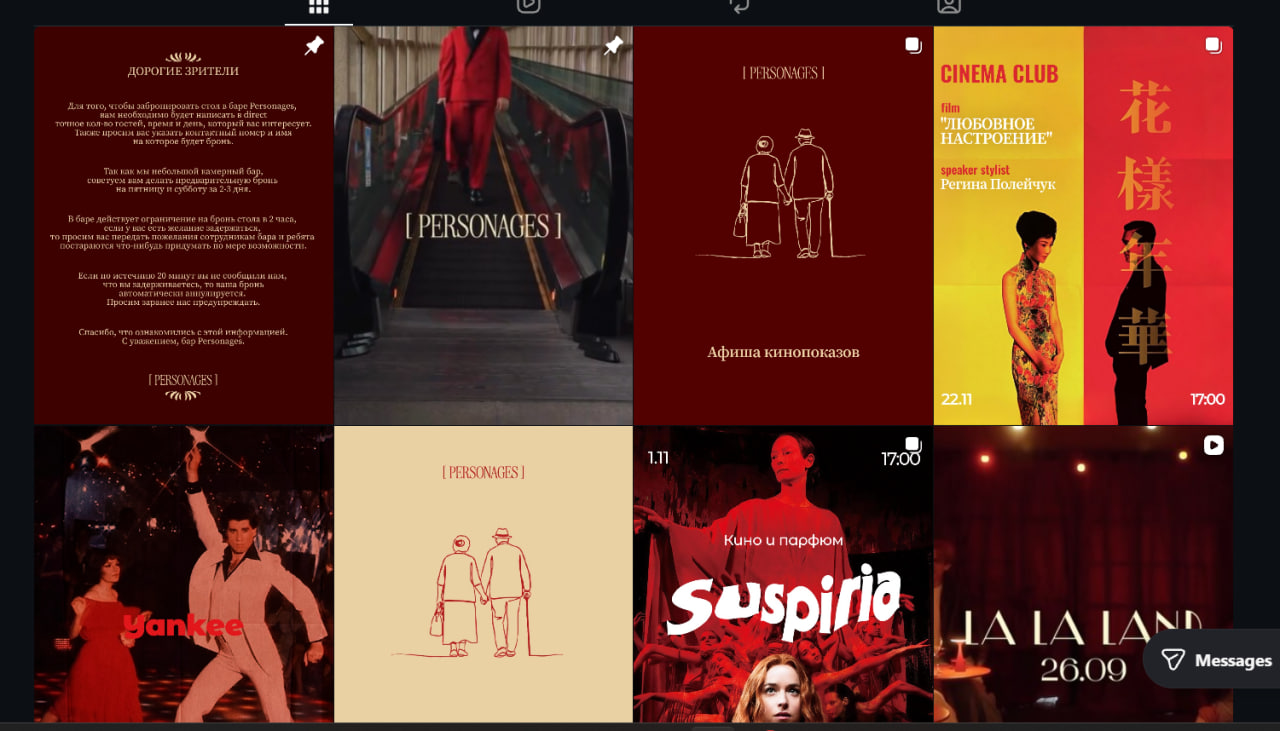 ДОРОГИЕ ЗРИТЕЛИ
Для того, чтобы забронировать стол в баре Personages,
вам необходимо будет написать в direct
точное кол-во гостей, время и день, который вас интересует.
Также просим вас указать контактный номер и имя
на которое будет бронь.
Так как мы небольшой камерный бар,
советуем вам делать предварительную бронь
на пятницу и субботу за 2-3 дня.
В баре действует ограничение на бронь стола в 2 часа,
если у вас есть желание задержаться,
то просим вас передать пожелания сотрудникам бара и ребята
постараются что-нибудь придумать по мере возможности.
Если по истечнию 20 минут вы не сообщили нам,
что вы задерживаетесь, то ваша бронь
автоматически аннулируется.
Просим заранее нас предупреждать.
Спасибо, что ознакомились с этой информацией.
С уважением, бар Personages.
[ PERSONAGES ]
[ PERSONAGES ]
[ PERSONAGES ]
Афиша кинопоказов
CINEMA CLUB
film
"ЛЮБОВНОЕ
НАСТРОЕНИЕ"
speaker stylist
Регина Полейчук
花
樣
年
華
22.11
17:00
Yankee
[ PERSONAGES ]
1.11
17:00
Кино и парфюм
Suspiria
LA LA LAND
26.09
Messages